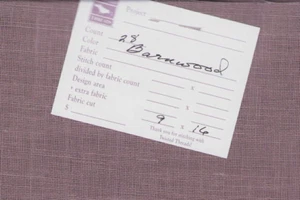 Project
Count 28
Color Barnwood
Fabric
Stitch count x
divided by fabric count
Design area x
+ extra fabric
Fabric cut 9 x 16
$
Thank you for stitching with